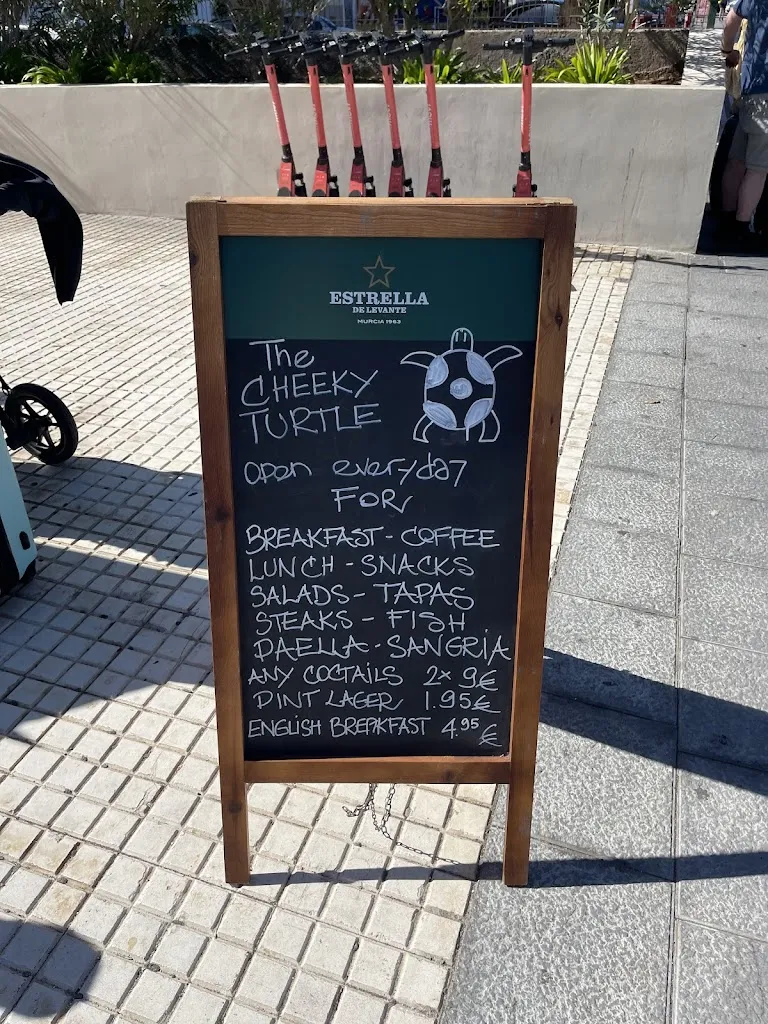 ESTRELLA
DE LEVANTE
MURCIA 1963
The
CHEEKY
TURTLE
open everyday
FOR
BREAKFAST - COFFEE
LUNCH - SNACKS
SALADS - TAPAS
STEAKS - FISH
PAELLA - SANGRiA
ANY COCTAILS 2x 9€
PINT LAGER 1.95€
ENGLISH BREAKFAST 4.95 €